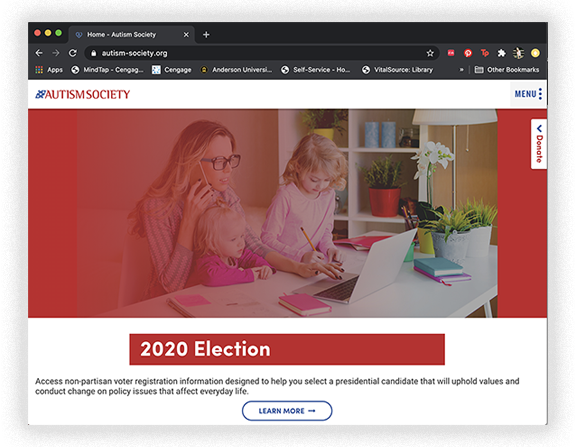 Home - Autism Society
autism-society.org
Apps MindTap - Cengag... Cengage Anderson Universi... Self-Service - Ho... VitalSource: Library » Other Bookmarks
AUTISM SOCIETY
MENU
Donate
2020 Election
Access non-partisan voter registration information designed to help you select a presidential candidate that will uphold values and
conduct change on policy issues that affect everyday life.
LEARN MORE →